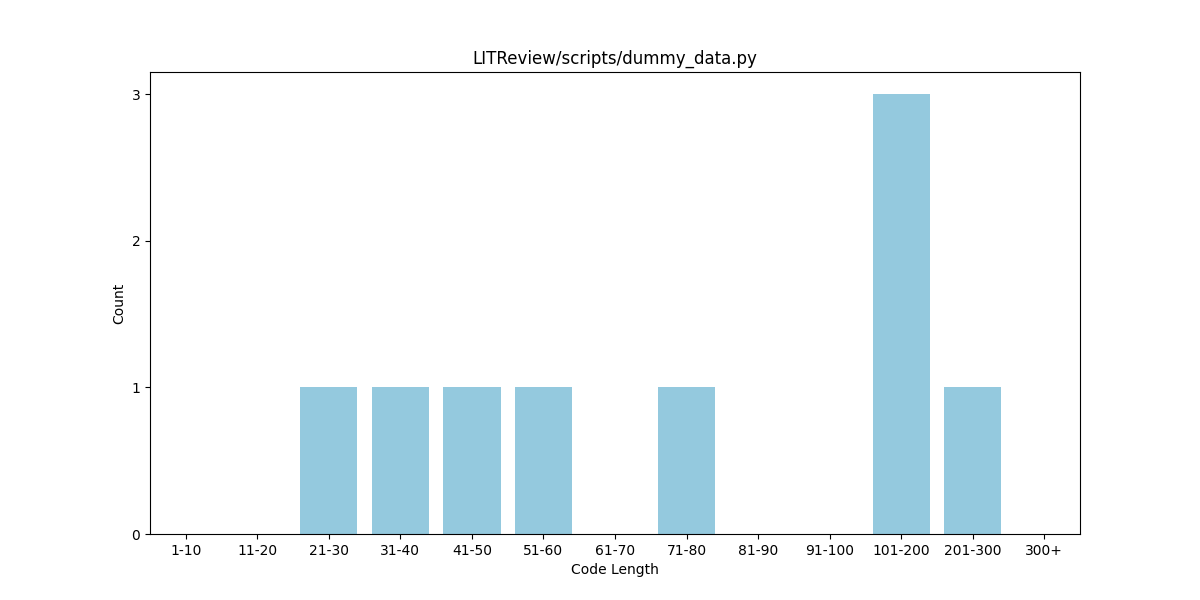 LITReview/scripts/dummy_data.py
3
2
1
0
Count
1-10 11-20 21-30 31-40 41-50 51-60 61-70 71-80 81-90 91-100 101-200 201-300 300+
Code Length